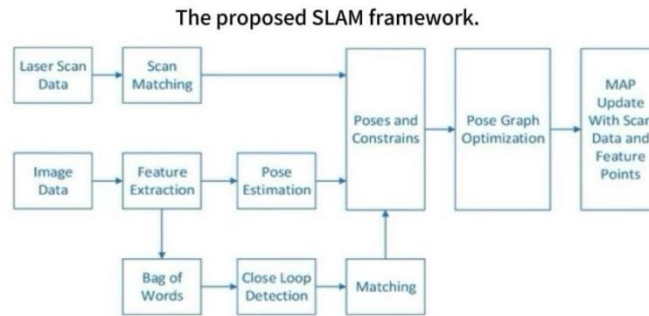 The proposed SLAM framework.
Laser Scan
Data
Scan
Matching
Poses and
Constrains
Pose Graph
Optimization
MAP
Update
With Scan
Data and
Feature
Points
Image
Data
Feature
Extraction
Pose
Estimation
Bag of
Words
Close Loop
Detection
Matching